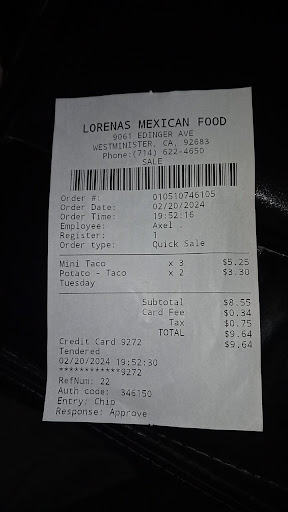 LORENAS MEXICAN FOOD
9061 EDINGER AVE
WESTMINISTER, CA, 92683
Phone:(714) 622-4650
SALE
Order #: 010510746105
Order Date: 02/20/2024
Order Time: 19:52:16
Employee: Axel .
Register: 1
Order type: Quick Sale
Mini Taco x 3 $5.25
Potato - Taco x 2 $3.30
Tuesday
Subtotal $8.55
Card Fee $0.34
Tax $0.75
TOTAL $9.64
Credit Card 9272 $9.64
Tendered
02/20/2024 19:52:30
************9272
RefNum: 22
Auth code: 346150
Entry: Chip
Response: Approve